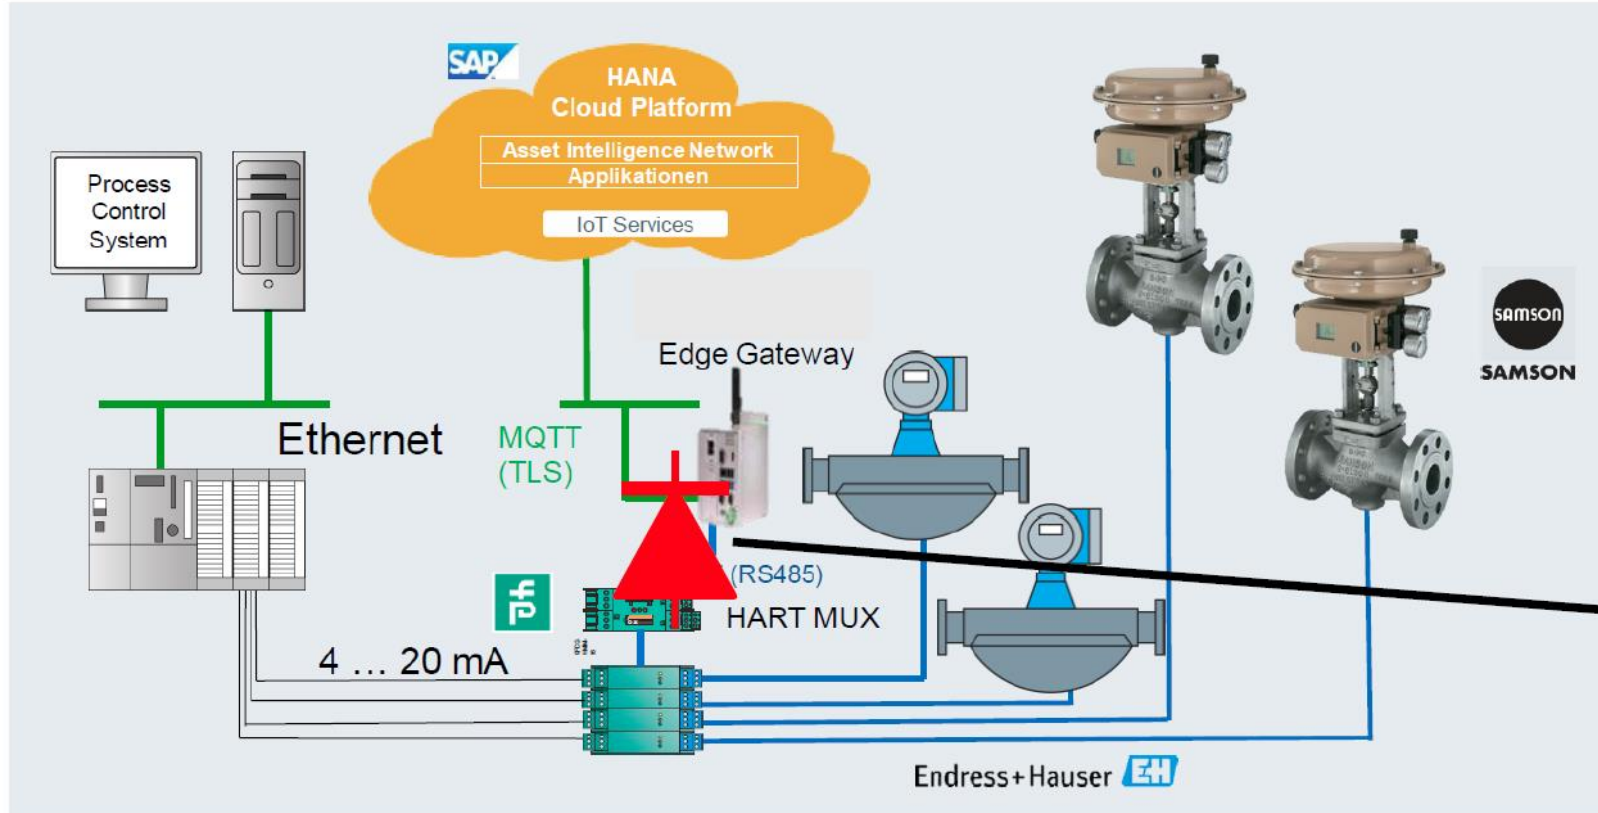 SAP
HANA
Cloud Platform
Asset Intelligence Network
Applikationen
IoT Services
Process
Control
System
Edge Gateway
Ethernet
MQTT
(TLS)
(RS485)
HART MUX
4 ... 20 mA
SAMSON
SAMSON
Endress+Hauser EH